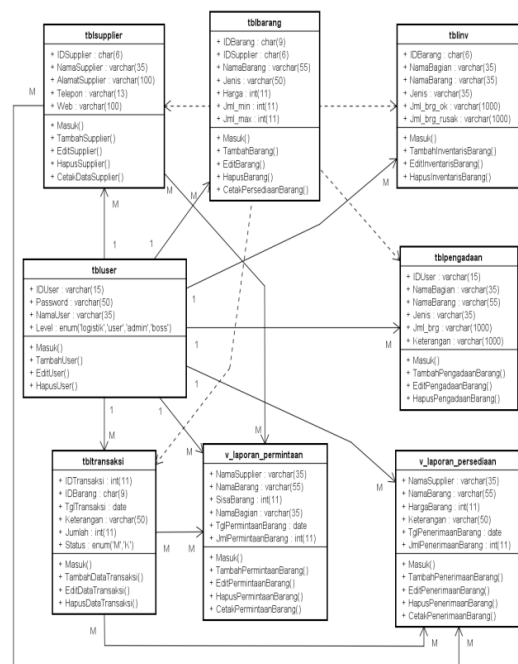 tblsupplier
+ IDSupplier : char(6)
+ NamaSupplier : varchar(35)
+ AlamatSupplier : varchar(100)
+ Telepon : varchar(13)
+ Web : varchar(100)
+ Masuk()
+ TambahSupplier()
+ EditSupplier()
+ HapusSupplier()
+ CetakDataSupplier()
tblbarang
+ IDBarang : char(9)
+ IDSupplier : char(6)
+ NamaBarang : varchar(55)
+ Jenis : varchar(50)
+ Harga : int(11)
+ Jml_min : int(11)
+ Jml_max : int(11)
+ Masuk()
+ TambahBarang()
+ EditBarang()
+ HapusBarang()
+ CetakPersediaanBarang()
tblinv
+ IDBarang : char(6)
+ NamaBagian : varchar(35)
+ NamaBarang : varchar(35)
+ Jenis : varchar(35)
+ Jml_brg_ok : varchar(1000)
+ Jml_brg_rusak : varchar(1000)
+ Masuk()
+ TambahInventarisBarang()
+ EditInventarisBarang()
+ HapusInventarisBarang()
M
M
M
M
M
1
1
1
tbluser
+ IDUser : varchar(15)
+ Password : varchar(50)
+ NamaUser : varchar(35)
+ Level : enum('logistik','user','admin','boss')
+ Masuk()
+ TambahUser()
+ EditUser()
+ HapusUser()
tblpengadaan
+ IDUser : varchar(15)
+ NamaBagian : varchar(35)
+ NamaBarang : varchar(55)
+ Jenis : varchar(35)
+ Jml_brg : varchar(1000)
+ Keterangan : varchar(1000)
+ Masuk()
+ TambahPengadaanBarang()
+ EditPengadaanBarang()
+ HapusPengadaanBarang()
1
M
1
1
1
M
M
M
M
tbltransaksi
+ IDTransaksi : int(11)
+ IDBarang : char(9)
+ TglTransaksi : date
+ Keterangan : varchar(50)
+ Jumlah : int(11)
+ Status : enum('M','K')
+ Masuk()
+ TambahDataTransaksi()
+ EditDataTransaksi()
+ HapusDataTransaksi()
M
M
v_laporan_permintaan
+ NamaSupplier : varchar(35)
+ NamaBarang : varchar(55)
+ SisaBarang : int(11)
+ NamaBagian : varchar(35)
+ TglPermintaanBarang : date
+ JmlPermintaanBarang : int(11)
+ Masuk()
+ TambahPermintaanBarang()
+ EditPermintaanBarang()
+ HapusPermintaanBarang()
+ CetakPermintaanBarang()
v_laporan_persediaan
+ NamaSupplier : varchar(35)
+ NamaBarang : varchar(55)
+ HargaBarang : int(11)
+ Keterangan : varchar(50)
+ TglPenerimaanBarang : date
+ JmlPenerimaanBarang : int(11)
+ Masuk()
+ TambahPenerimaanBarang()
+ EditPenerimaanBarang()
+ HapusPenerimaanBarang()
+ CetakPenerimaanBarang()
M
M
M